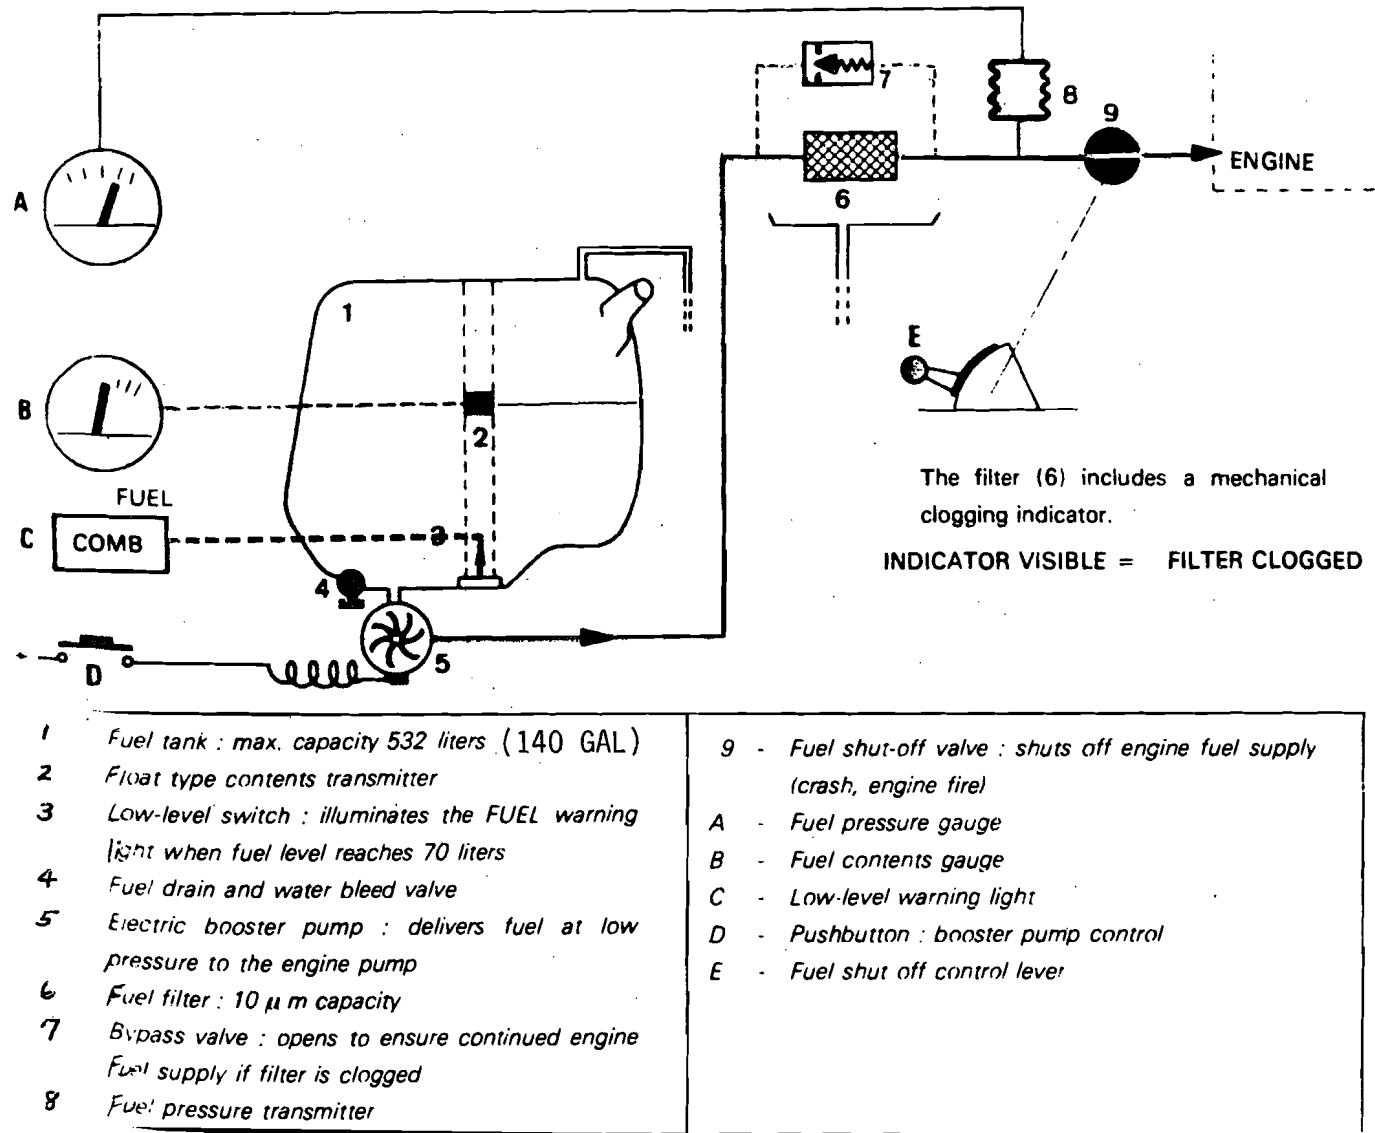 7
8
9
ENGINE
A
6
1
E
B
2
The filter (6) includes a mechanical
clogging indicator.
INDICATOR VISIBLE = FILTER CLOGGED
FUEL
C COMB
3
4
5
D
1 Fuel tank : max. capacity 532 liters (140 GAL)
2 Float type contents transmitter
3 Low-level switch : illuminates the FUEL warning
light when fuel level reaches 70 liters
4 Fuel drain and water bleed valve
5 Electric booster pump : delivers fuel at low
pressure to the engine pump
6 Fuel filter : 10 µ m capacity
7 Bypass valve : opens to ensure continued engine
Fuel supply if filter is clogged
8 Fuel pressure transmitter
9 - Fuel shut-off valve : shuts off engine fuel supply
(crash, engine fire)
A - Fuel pressure gauge
B - Fuel contents gauge
C - Low-level warning light
D - Pushbutton : booster pump control
E - Fuel shut off control lever